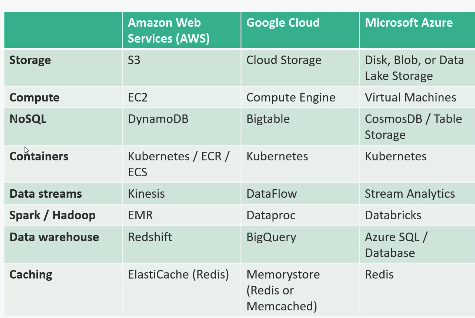 Amazon Web Services (AWS) Google Cloud Microsoft Azure
Storage S3 Cloud Storage Disk, Blob, or Data Lake Storage
Compute EC2 Compute Engine Virtual Machines
NoSQL DynamoDB Bigtable CosmosDB / Table Storage
Containers Kubernetes / ECR / ECS Kubernetes Kubernetes
Data streams Kinesis DataFlow Stream Analytics
Spark / Hadoop EMR Dataproc Databricks
Data warehouse Redshift BigQuery Azure SQL / Database
Caching ElastiCache (Redis) Memorystore (Redis or Memcached) Redis